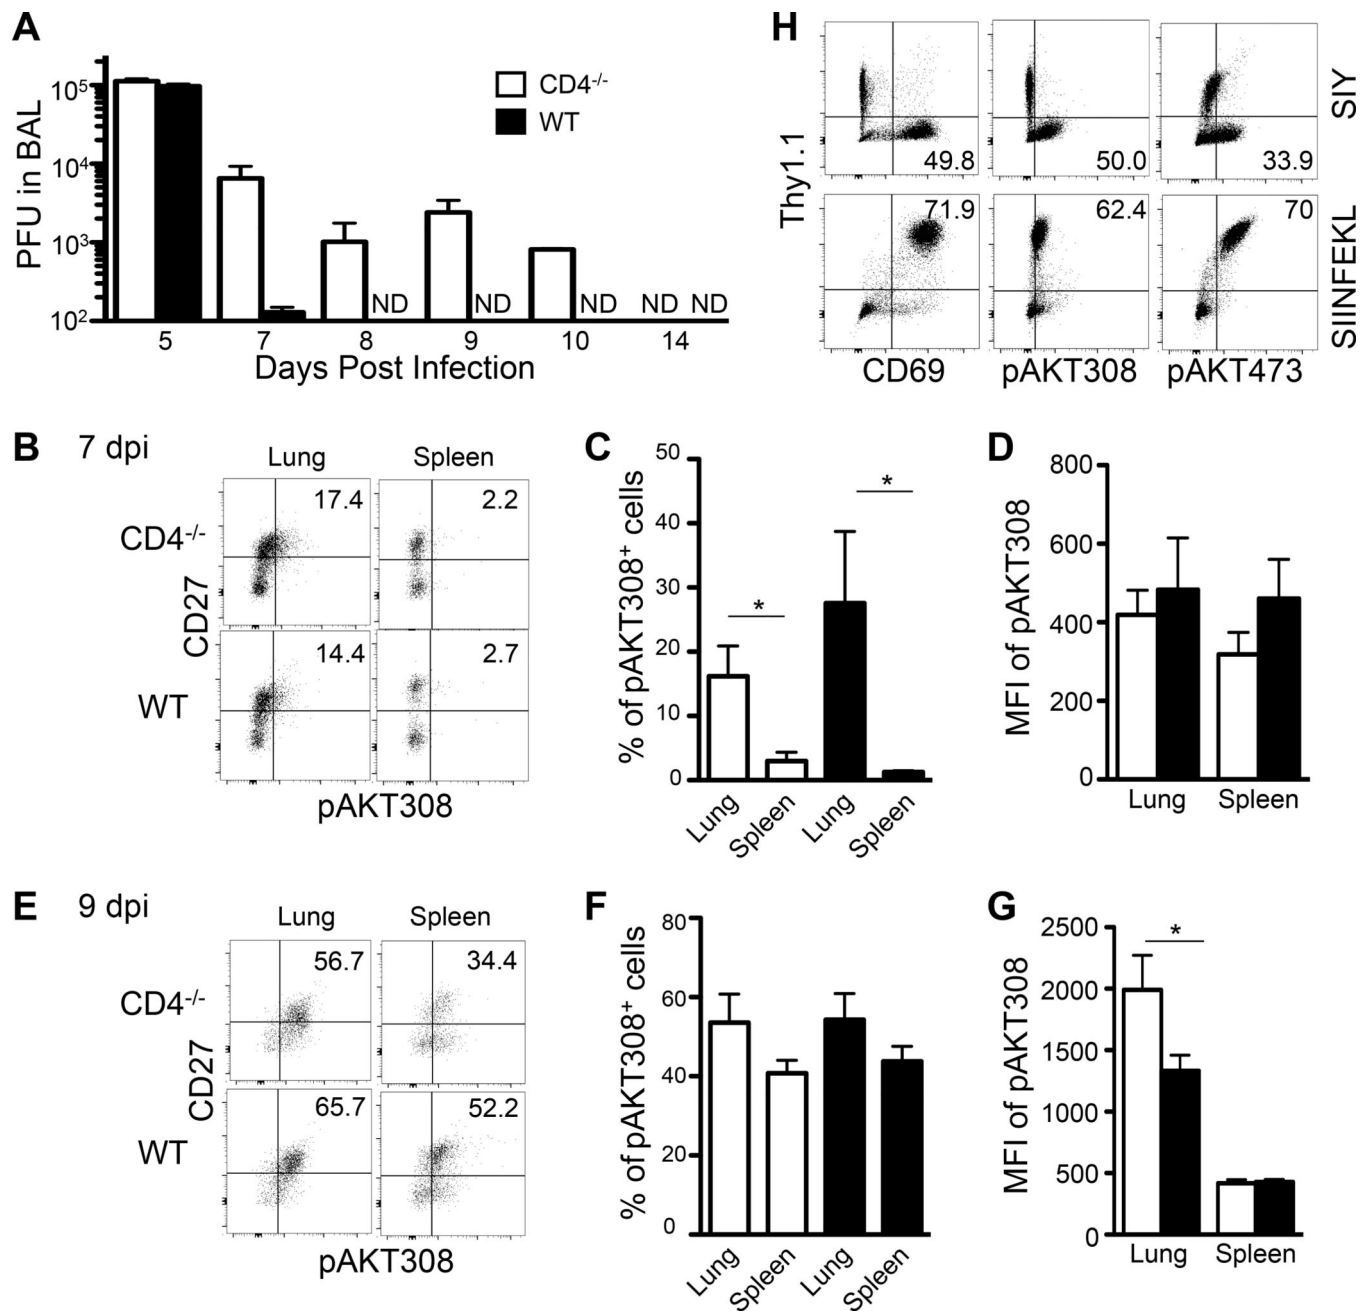 A
PFU in BAL
10⁵
10⁴
10³
10²
CD4⁻/⁻
WT
ND
ND
ND
ND ND
5 7 8 9 10 14
Days Post Infection
H
Thy1.1
49.8
50.0
33.9
SIY
71.9
62.4
70
SIINFEKL
CD69
pAKT308
pAKT473
B
7 dpi
Lung
Spleen
CD4⁻/⁻
17.4
2.2
CD27
WT
14.4
2.7
pAKT308
C
% of pAKT308⁺ cells
50
40
30
20
10
0
*
*
Lung
Spleen
Lung
Spleen
D
MFI of pAKT308
800
600
400
200
0
Lung
Spleen
E
9 dpi
Lung
Spleen
CD4⁻/⁻
56.7
34.4
CD27
WT
65.7
52.2
pAKT308
F
% of pAKT308⁺ cells
80
60
40
20
0
Lung
Spleen
Lung
Spleen
G
MFI of pAKT308
2500
2000
1500
1000
500
0
*
Lung
Spleen